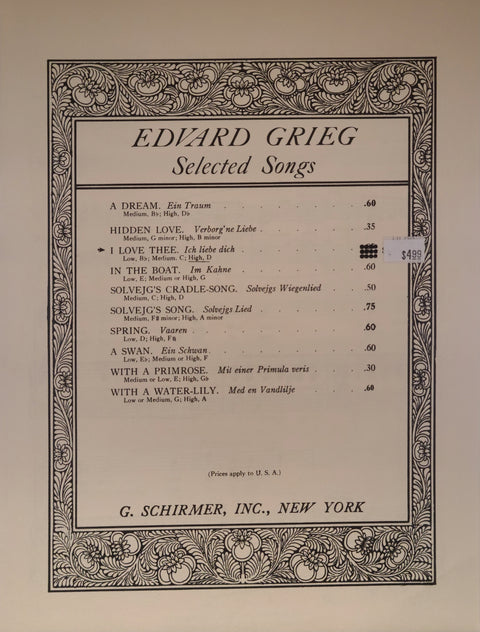 EDVARD GRIEG
Selected Songs
A DREAM. Ein Traum . . . . . . . . . .60
Medium, B♭; High, D♭
HIDDEN LOVE. Verborg'ne Liebe . . . . . . . .35
Medium, G minor; High, B minor
I LOVE THEE. Ich liebe dich . . . . . . . .
Low, B♭; Medium, C; High, D
$4.99
IN THE BOAT. Im Kahne . . . . . . . . .60
Low, E; Medium or High, G
SOLVEJG'S CRADLE-SONG. Solvejgs Wiegenlied . . .50
Medium, C; High, D
SOLVEJG'S SONG. Solvejgs Lied . . . . . . .75
Medium, F♯ minor; High, A minor
SPRING. Vaaren . . . . . . . . . .60
Low, D; High, F♯
A SWAN. Ein Schwan . . . . . . . . .60
Low, E♭; Medium or High, F
WITH A PRIMROSE. Mit einer Primula veris . . . .30
Medium or Low, E; High, G♭
WITH A WATER-LILY. Med en Vandlilje . . . .60
Low or Medium, G; High, A
(Prices apply to U. S. A.)
G. SCHIRMER, INC., NEW YORK